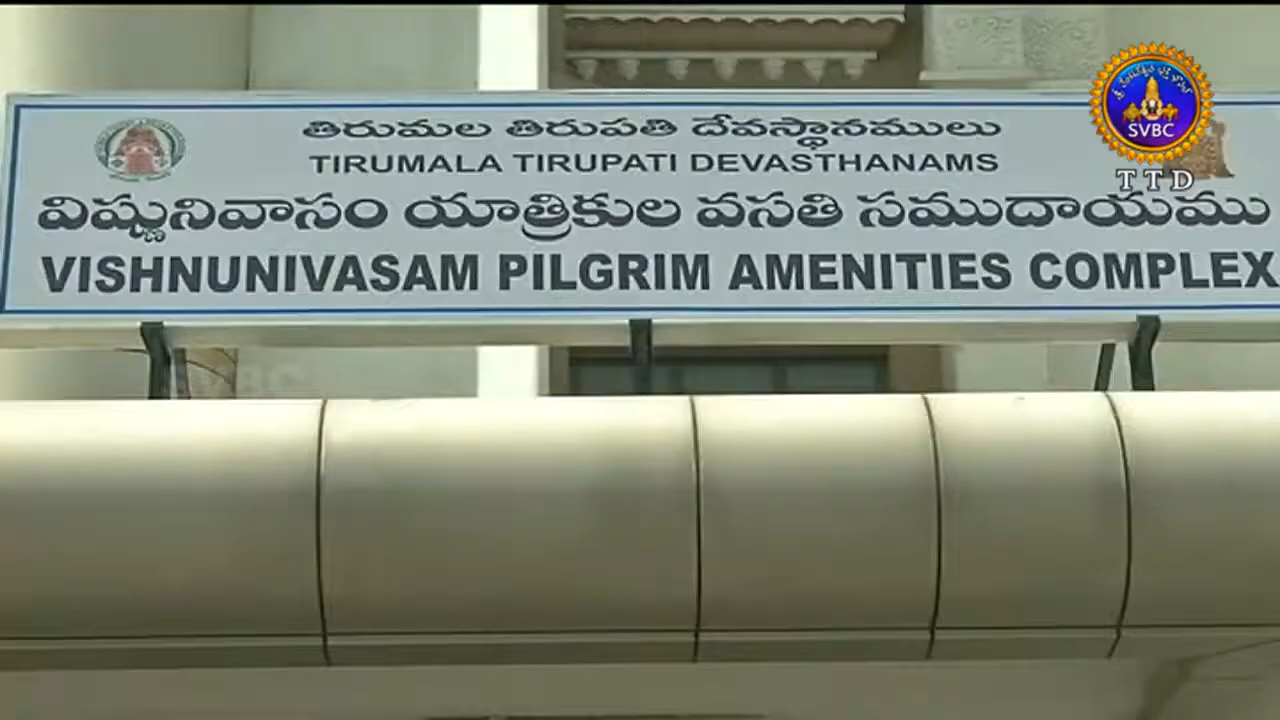 తిరుమల తిరుపతి దేవస్థానములు
TIRUMALA TIRUPATI DEVASTHANAMS
విష్ణునివాసం యాత్రికుల వసతి సముదాయము
VISHNUNIVASAM PILGRIM AMENITIES COMPLEX
SVBC
TTD